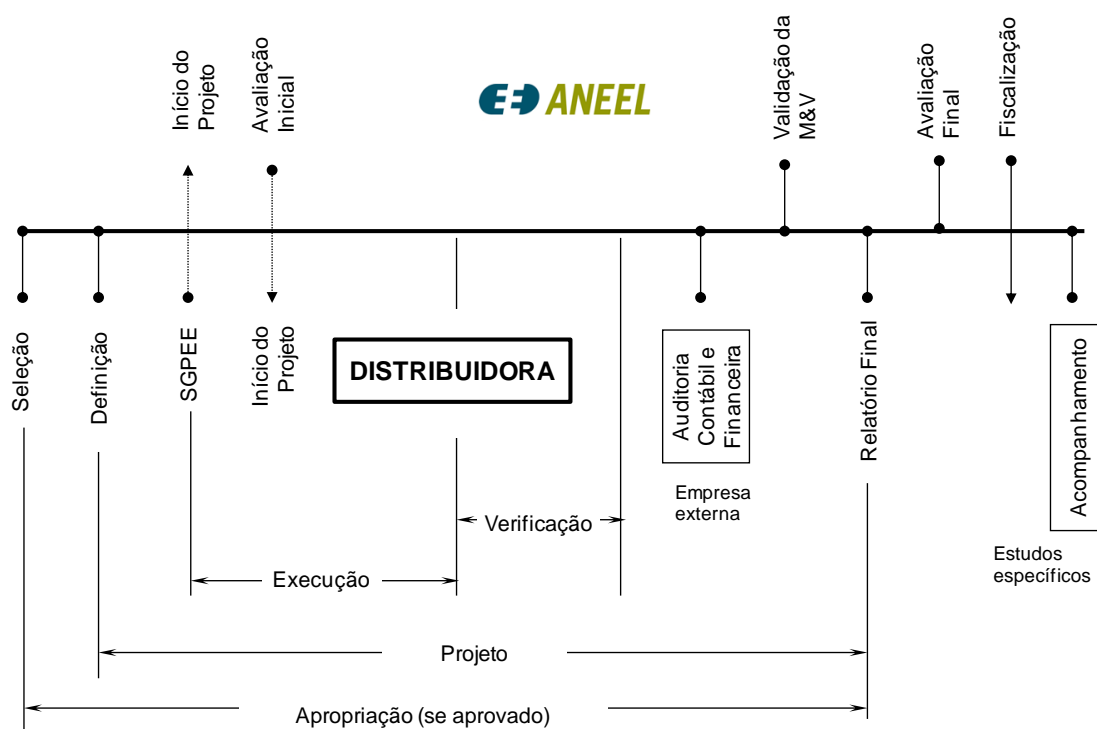 Início do
Projeto
Avaliação
Inicial
ANEEL
Validação da
M&V
Avaliação
Final
Fiscalização
Seleção
Definição
SGPEE
Início do
Projeto
DISTRIBUIDORA
Auditoria
Contábil e
Financeira
Empresa
externa
Relatório Final
Acompanhamento
Estudos
específicos
Verificação
Execução
Projeto
Apropriação (se aprovado)